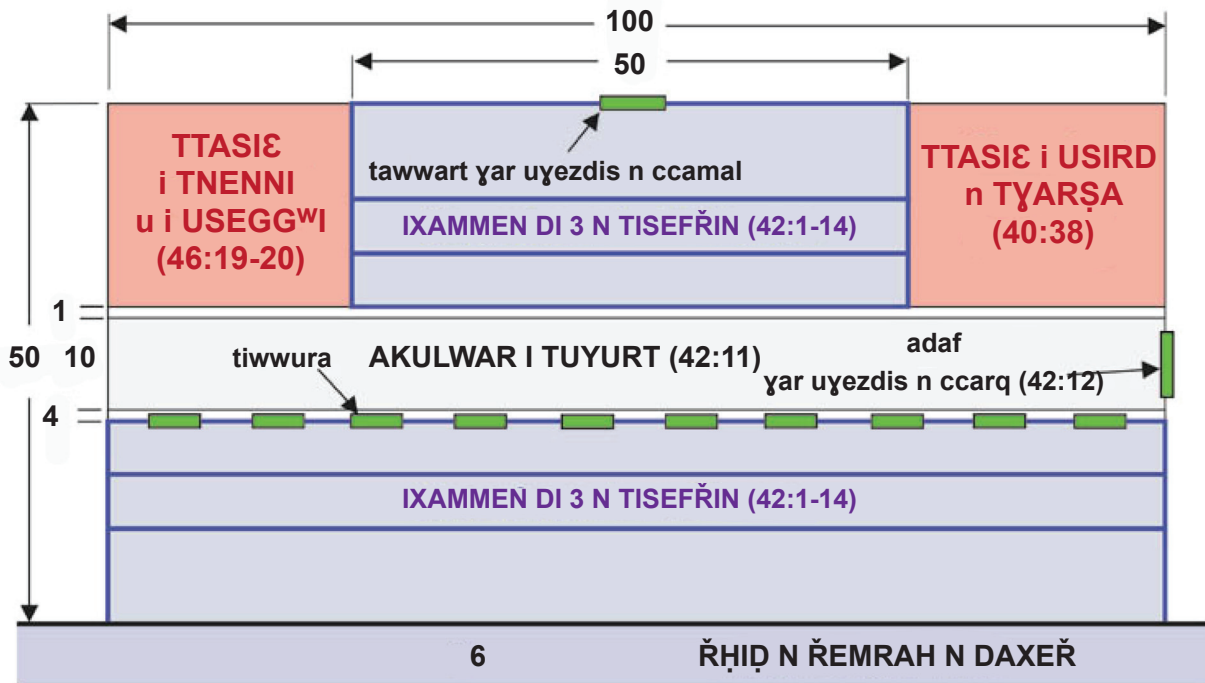 100
50
TTASIƐ
i TNENNI
u i USEGGʷI
(46:19-20)
tawwart ɣar uɣezdis n ccamal
IXAMMEN DI 3 N TISEFŘIN (42:1-14)
TTASIƐ i USIRD
n TƔARṢA
(40:38)
1
50 10
tiwwura
AKULWAR I TUYURT (42:11)
adaf
ɣar uɣezdis n ccarq (42:12)
4
IXAMMEN DI 3 N TISEFŘIN (42:1-14)
6 ŘḤIḌ N ŘEMRAH N DAXEŘ